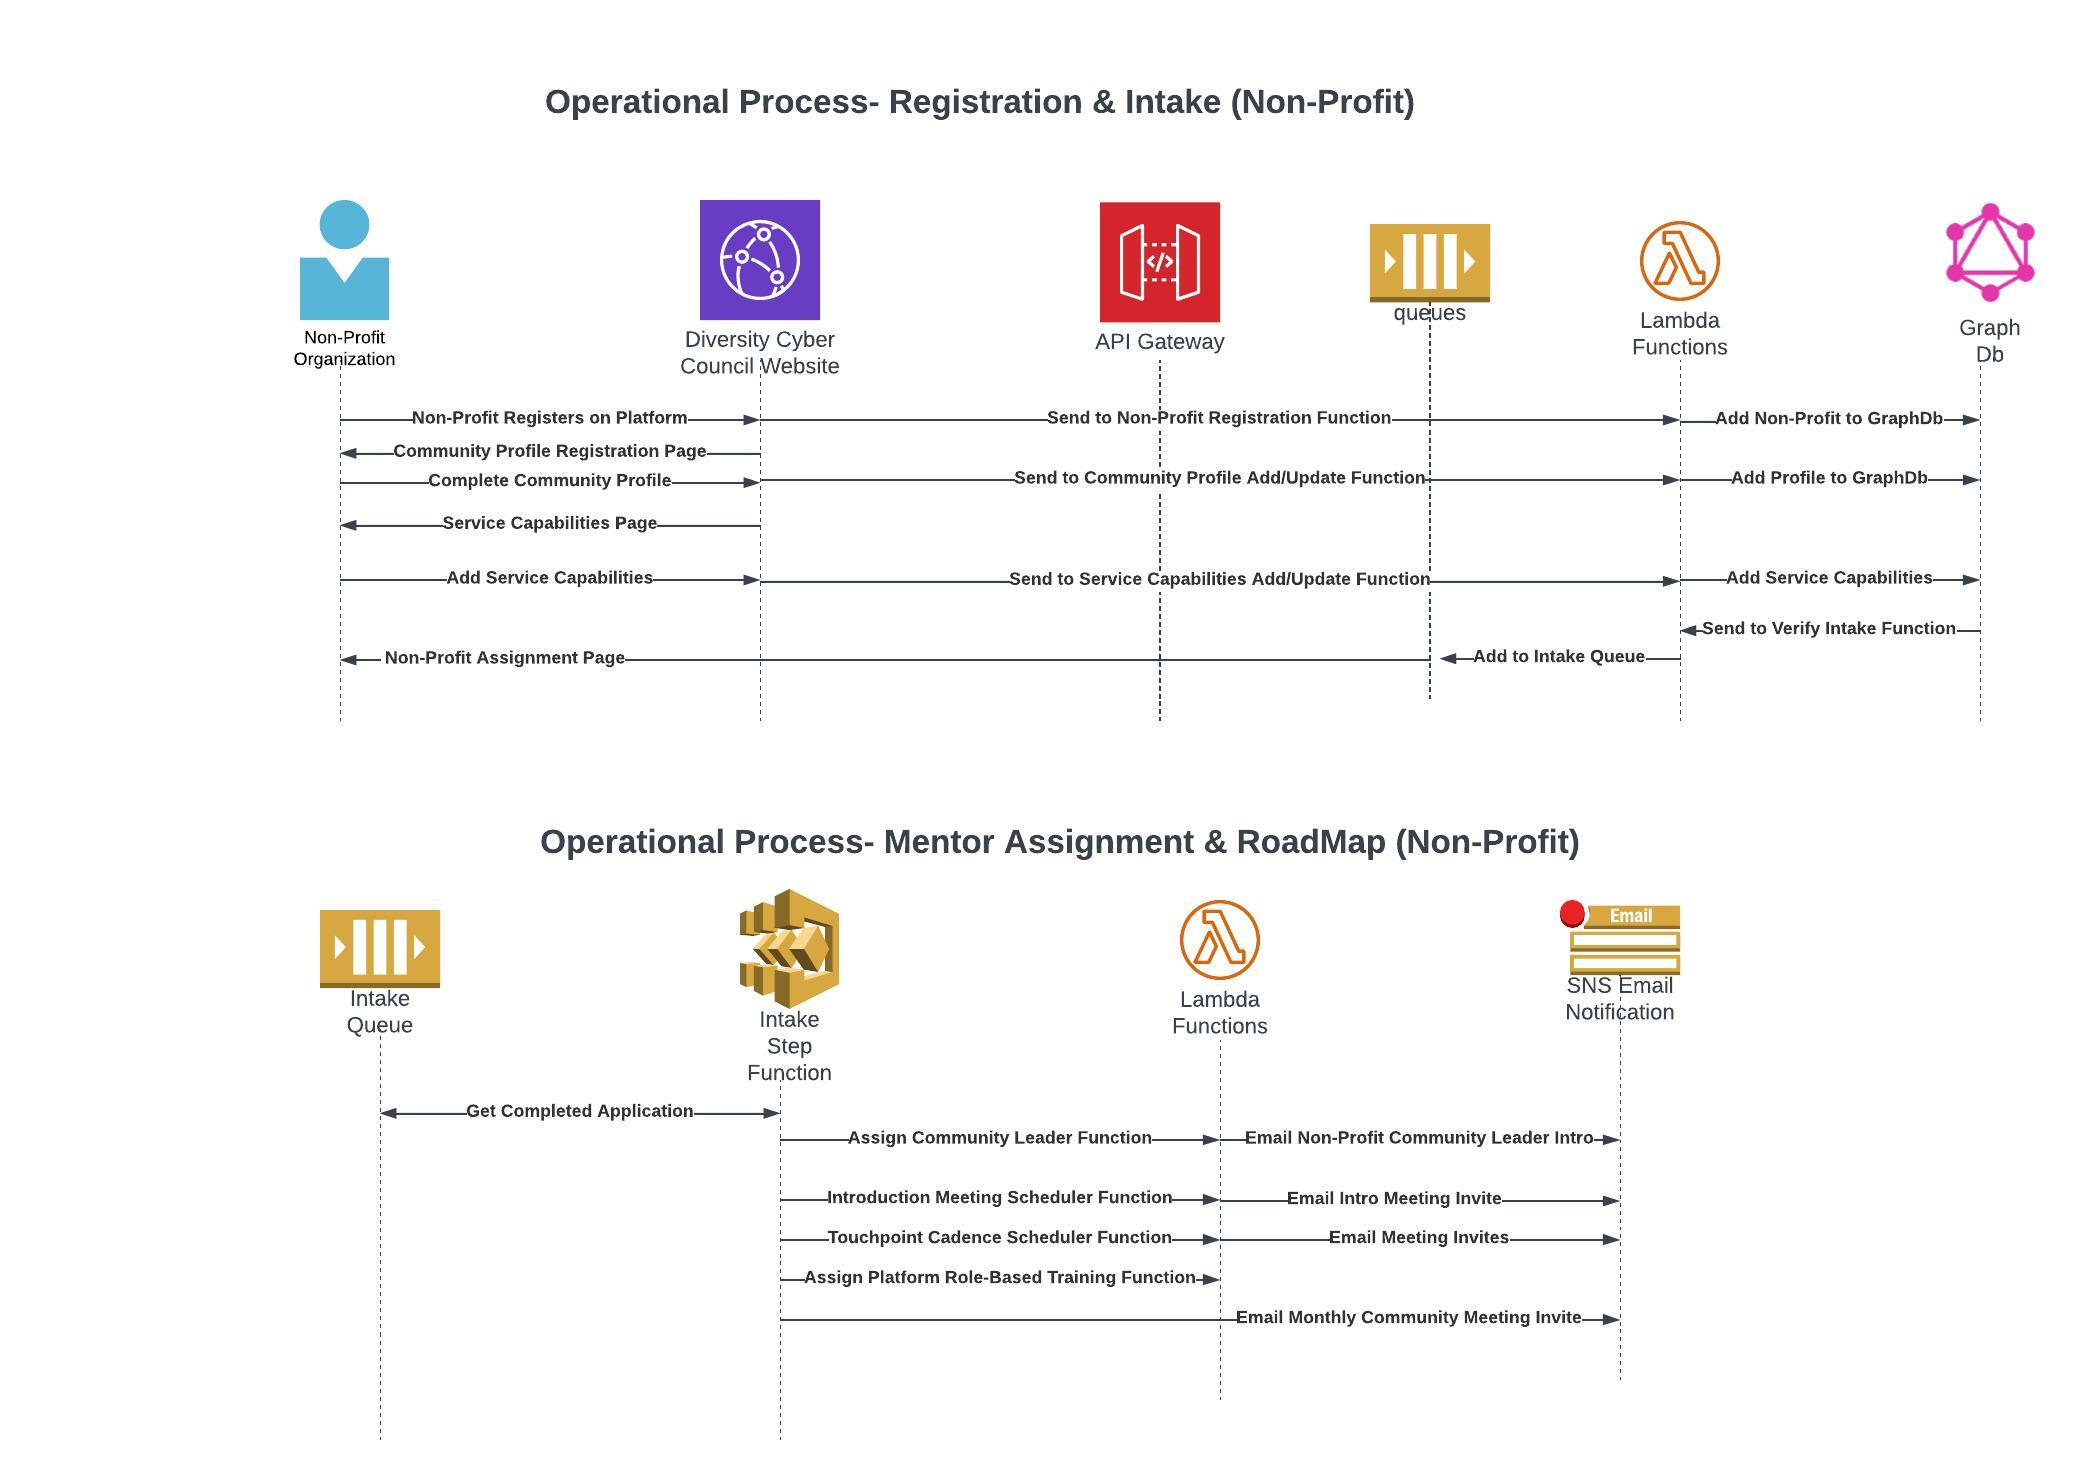 Operational Process- Registration & Intake (Non-Profit)
Non-Profit
Organization
Diversity Cyber
Council Website
API Gateway
queues
Lambda
Functions
Graph
Db
Non-Profit Registers on Platform
Send to Non-Profit Registration Function
Add Non-Profit to GraphDb
Community Profile Registration Page
Complete Community Profile
Send to Community Profile Add/Update Function
Add Profile to GraphDb
Service Capabilities Page
Add Service Capabilities
Send to Service Capabilities Add/Update Function
Add Service Capabilities
Send to Verify Intake Function
Non-Profit Assignment Page
Add to Intake Queue
Operational Process- Mentor Assignment & RoadMap (Non-Profit)
Intake
Queue
Intake
Step
Function
Lambda
Functions
Email
SNS Email
Notification
Get Completed Application
Assign Community Leader Function
Email Non-Profit Community Leader Intro
Introduction Meeting Scheduler Function
Email Intro Meeting Invite
Touchpoint Cadence Scheduler Function
Email Meeting Invites
Assign Platform Role-Based Training Function
Email Monthly Community Meeting Invite